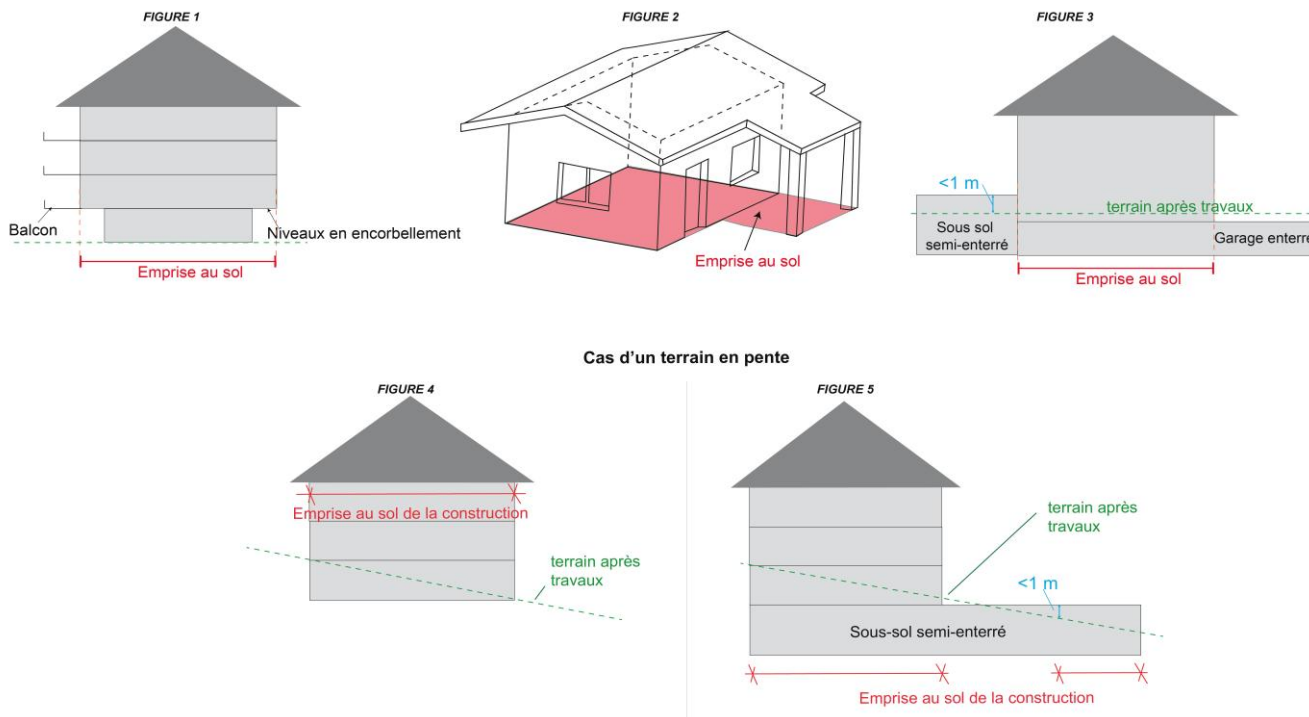 FIGURE 1
Balcon
Niveaux en encorbellement
Emprise au sol
FIGURE 2
Emprise au sol
FIGURE 3
<1 m
terrain après travaux
Sous sol
semi-enterré
Garage enterré
Emprise au sol
Cas d’un terrain en pente
FIGURE 4
Emprise au sol de la construction
terrain après
travaux
FIGURE 5
terrain après
travaux
<1 m
Sous-sol semi-enterré
Emprise au sol de la construction